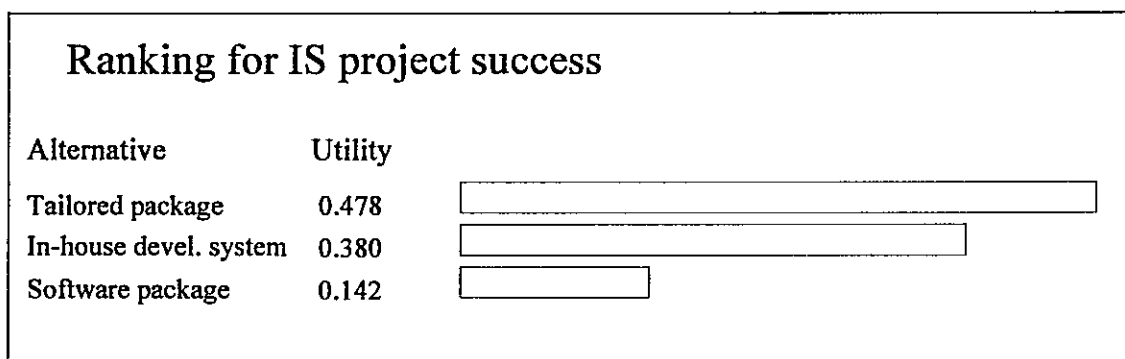 Ranking for IS project success
Alternative Utility
Tailored package 0.478
In-house devel. system 0.380
Software package 0.142